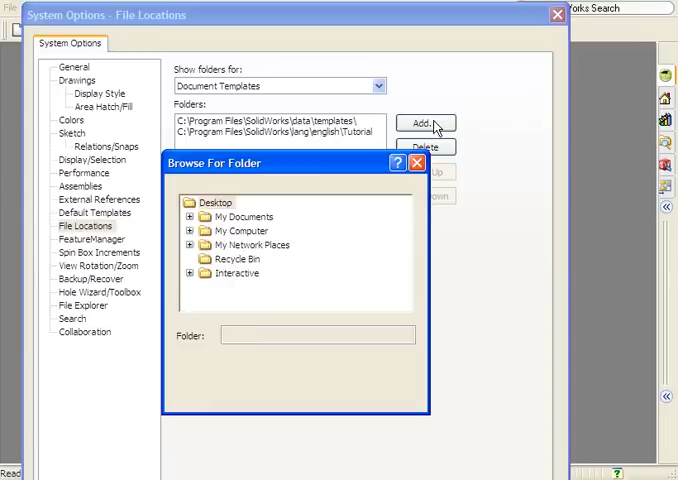 File
System Options - File Locations
Works Search
System Options
General
Drawings
Display Style
Area Hatch/Fill
Colors
Sketch
Relations/Snaps
Display/Selection
Performance
Assemblies
External References
Default Templates
File Locations
FeatureManager
Spin Box Increments
View Rotation/Zoom
Backup/Recover
Hole Wizard/Toolbox
File Explorer
Search
Collaboration
Show folders for:
Document Templates
Folders:
C:\Program Files\SolidWorks\data\templates\
C:\Program Files\SolidWorks\lang\english\Tutorial
Add...
Delete
Up
own
Browse For Folder
Desktop
My Documents
My Computer
My Network Places
Recycle Bin
Interactive
Folder:
Read